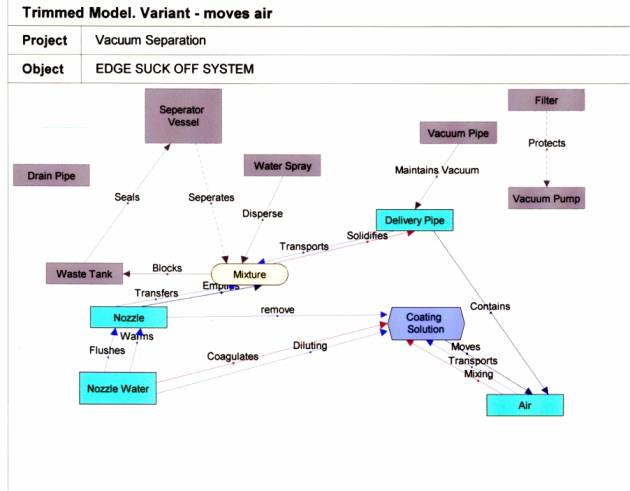 Trimmed Model. Variant - moves air
Project Vacuum Separation
Object EDGE SUCK OFF SYSTEM
Seperator
Vessel
Filter
Vacuum Pipe
Protects
Water Spray
Drain Pipe
Maintains Vacuum
Seals
Seperates
Vacuum Pump
Disperse
Delivery Pipe
Solidifies
Transports
Waste Tank
Blocks
Mixture
Empties
Transfers
Contains
Nozzle
remove
Coating
Solution
Warms
Flushes
Diluting
Moves
Coagulates
Transports
Mixing
Nozzle Water
Air